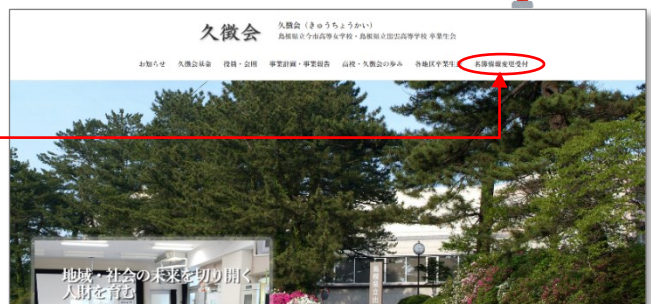 久徴会
久徴会（きゅうちょうかい）
島根県立今市高等女学校・島根県立出雲高等学校 卒業生会
お知らせ 久徴会基金 役員・会則 事業計画・事業報告 高校・久徴会の歩み 各地区卒業生会 名簿情報変更受付
地域・社会の未来を切り開く
人財を育む